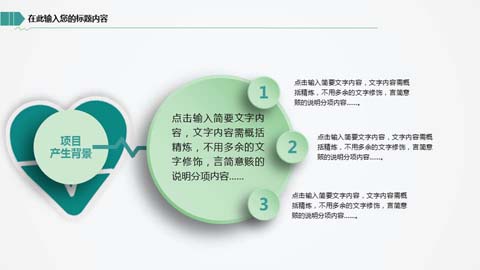 在此输入您的标题内容
项目
产生背景
点击输入简要文字内
容，文字内容需概括
精炼，不用多余的文
字修饰，言简意赅的
说明分项内容……
1
点击输入简要文字内容，文字内容需概
括精炼，不用多余的文字修饰，言简意
赅的说明分项内容……。
2
点击输入简要文字内容，文字内容需概
括精炼，不用多余的文字修饰，言简意
赅的说明分项内容……。
3
点击输入简要文字内容，文字内容需概
括精炼，不用多余的文字修饰，言简意
赅的说明分项内容……。